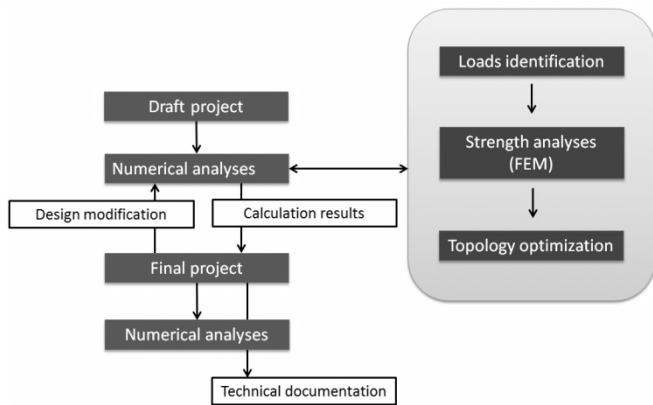 Draft project
Numerical analyses
Design modification
Calculation results
Final project
Numerical analyses
Technical documentation
Loads identification
Strength analyses
(FEM)
Topology optimization